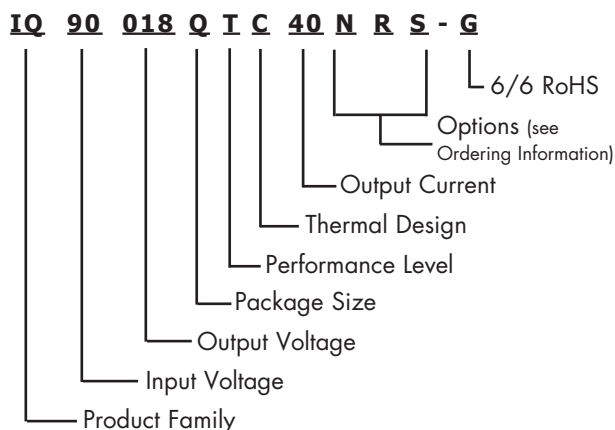 IQ 90 018 Q T C 40 N R S - G
6/6 RoHS
Options (see
Ordering Information)
Output Current
Thermal Design
Performance Level
Package Size
Output Voltage
Input Voltage
Product Family